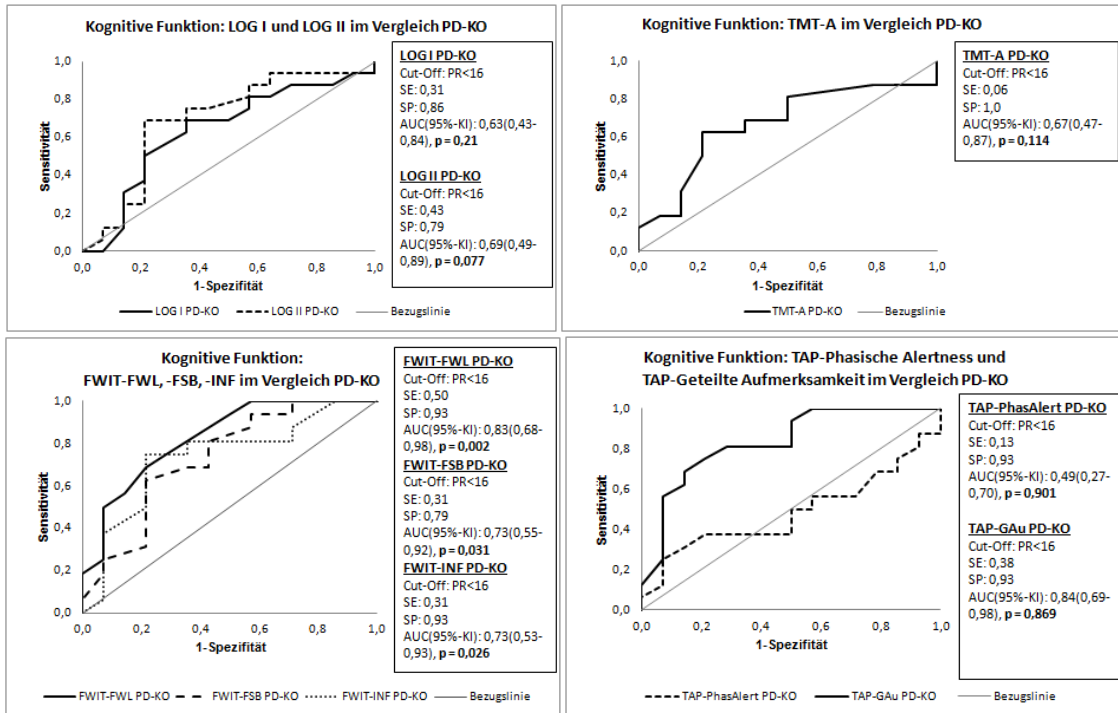 Kognitive Funktion: LOG I und LOG II im Vergleich PD-KO
LOG I PD-KO
Cut-Off: PR<16
SE: 0,31
SP: 0,86
AUC(95%-KI): 0,63(0,43-
0,84), p = 0,21
LOG II PD-KO
Cut-Off: PR<16
SE: 0,43
SP: 0,79
AUC(95%-KI): 0,69(0,49-
0,89), p = 0,077
Sensitivität
1,0
0,8
0,6
0,4
0,2
0,0
0,0 0,2 0,4 0,6 0,8 1,0
1-Spezifität
LOG I PD-KO LOG II PD-KO Bezugslinie
Kognitive Funktion: TMT-A im Vergleich PD-KO
TMT-A PD-KO
Cut-Off: PR<16
SE: 0,06
SP: 1,0
AUC(95%-KI): 0,67(0,47-
0,87), p = 0,114
Sensitivität
1,0
0,8
0,6
0,4
0,2
0,0
0,0 0,2 0,4 0,6 0,8 1,0
1-Spezifität
TMT-A PD-KO Bezugslinie
Kognitive Funktion:
FWIT-FWL, -FSB, -INF im Vergleich PD-KO
FWIT-FWL PD-KO
Cut-Off: PR<16
SE: 0,50
SP: 0,93
AUC(95%-KI): 0,83(0,68-
0,98), p = 0,002
FWIT-FSB PD-KO
Cut-Off: PR<16
SE: 0,31
SP: 0,79
AUC(95%-KI): 0,73(0,55-
0,92), p = 0,031
FWIT-INF PD-KO
Cut-Off: PR<16
SE: 0,31
SP: 0,93
AUC(95%-KI): 0,73(0,53-
0,93), p = 0,026
Sensitivität
1,0
0,8
0,6
0,4
0,2
0,0
0,0 0,2 0,4 0,6 0,8 1,0
1-Spezifität
FWIT-FWL PD-KO FWIT-FSB PD-KO FWIT-INF PD-KO Bezugslinie
Kognitive Funktion: TAP-Phasische Alertness und
TAP-Geteilte Aufmerksamkeit im Vergleich PD-KO
TAP-PhasAlert PD-KO
Cut-Off: PR<16
SE: 0,13
SP: 0,93
AUC(95%-KI): 0,49(0,27-
0,70), p = 0,901
TAP-GAu PD-KO
Cut-Off: PR<16
SE: 0,38
SP: 0,93
AUC(95%-KI): 0,84(0,69-
0,98), p = 0,869
Sensitivität
1,0
0,8
0,6
0,4
0,2
0,0
0,0 0,2 0,4 0,6 0,8 1,0
1-Spezifität
TAP-PhasAlert PD-KO TAP-GAu PD-KO Bezugslinie